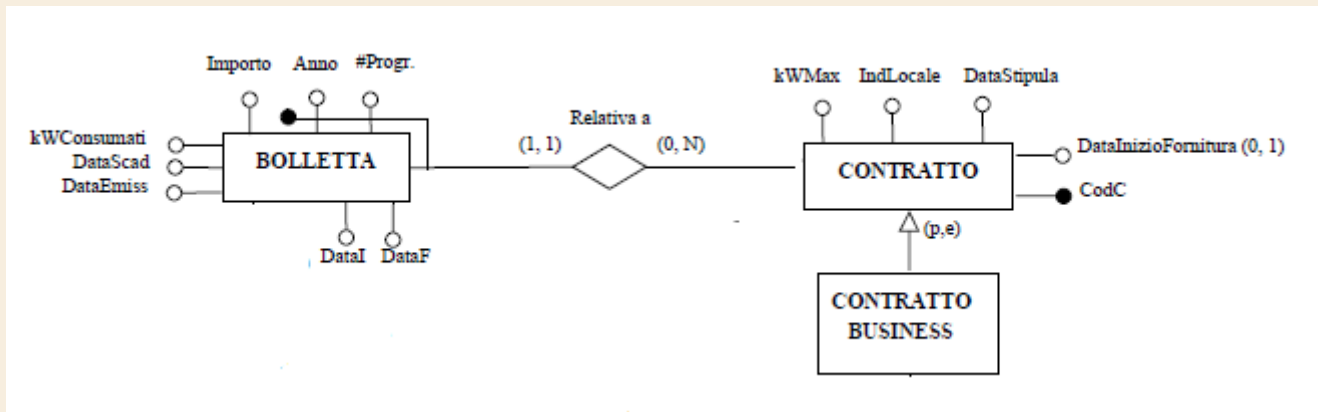 Importo Anno #Progr.
kWMax IndLocale DataStipula
Relativa a
kWConsumati
DataScad
DataEmiss
BOLLETTA
(1, 1) (0, N)
CONTRATTO
DataInizioFornitura (0, 1)
CodC
DataI DataF
(p,e)
CONTRATTO
BUSINESS